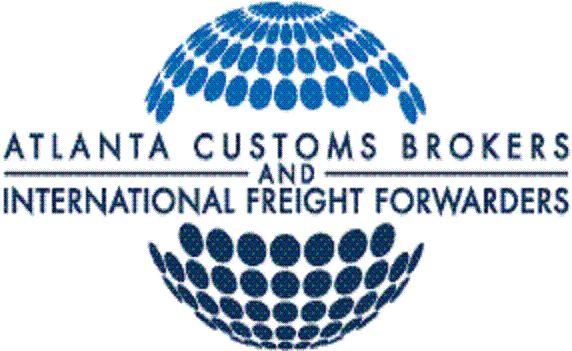 ATLANTA CUSTOMS BROKERS
AND
INTERNATIONAL FREIGHT FORWARDERS